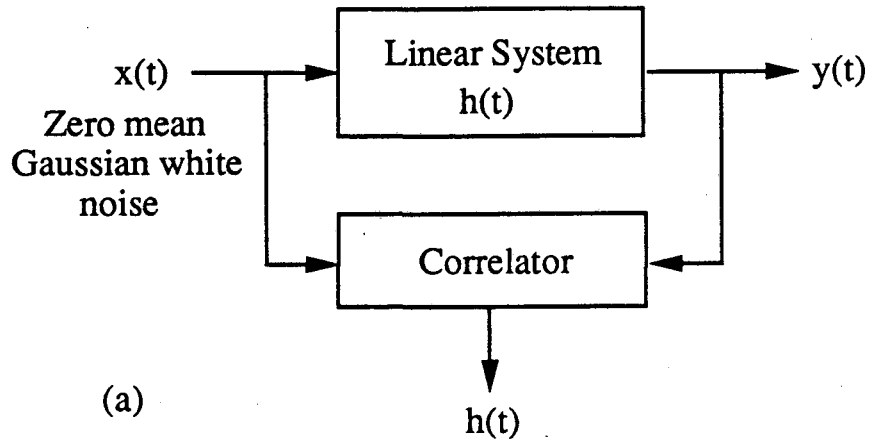 Linear System
h(t)
x(t)
y(t)
Zero mean
Gaussian white
noise
Correlator
(a)
h(t)